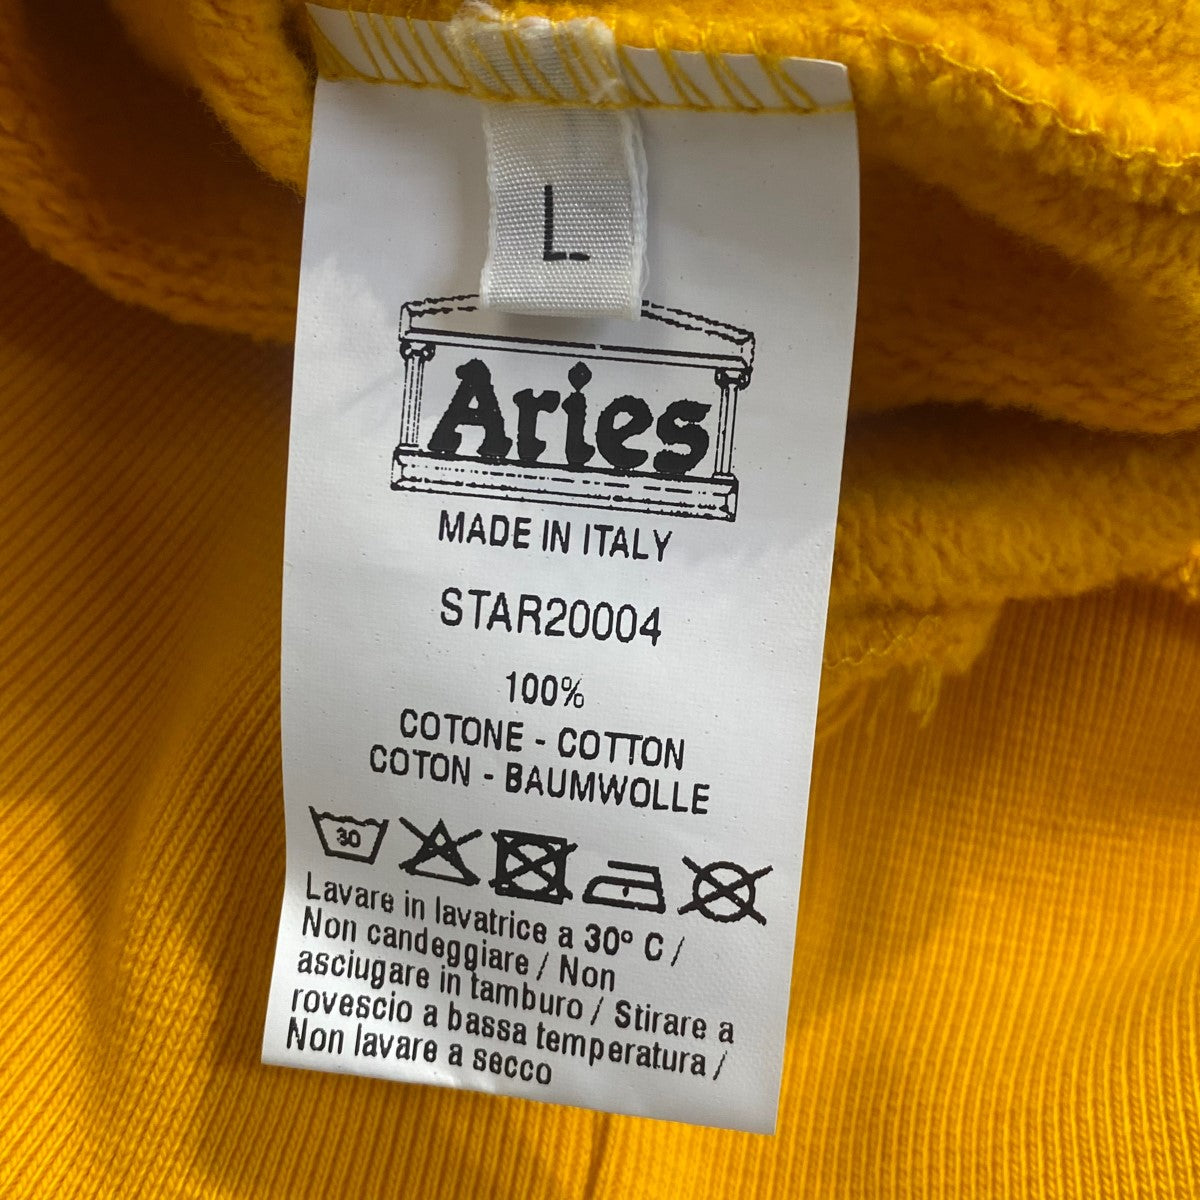 L
Aries
MADE IN ITALY
STAR20004
100%
COTONE - COTTON
COTON - BAUMWOLLE
30
Lavare in lavatrice a 30° C /
Non candeggiare / Non
asciugare in tamburo / Stirare a
rovescio a bassa temperatura /
Non lavare a secco